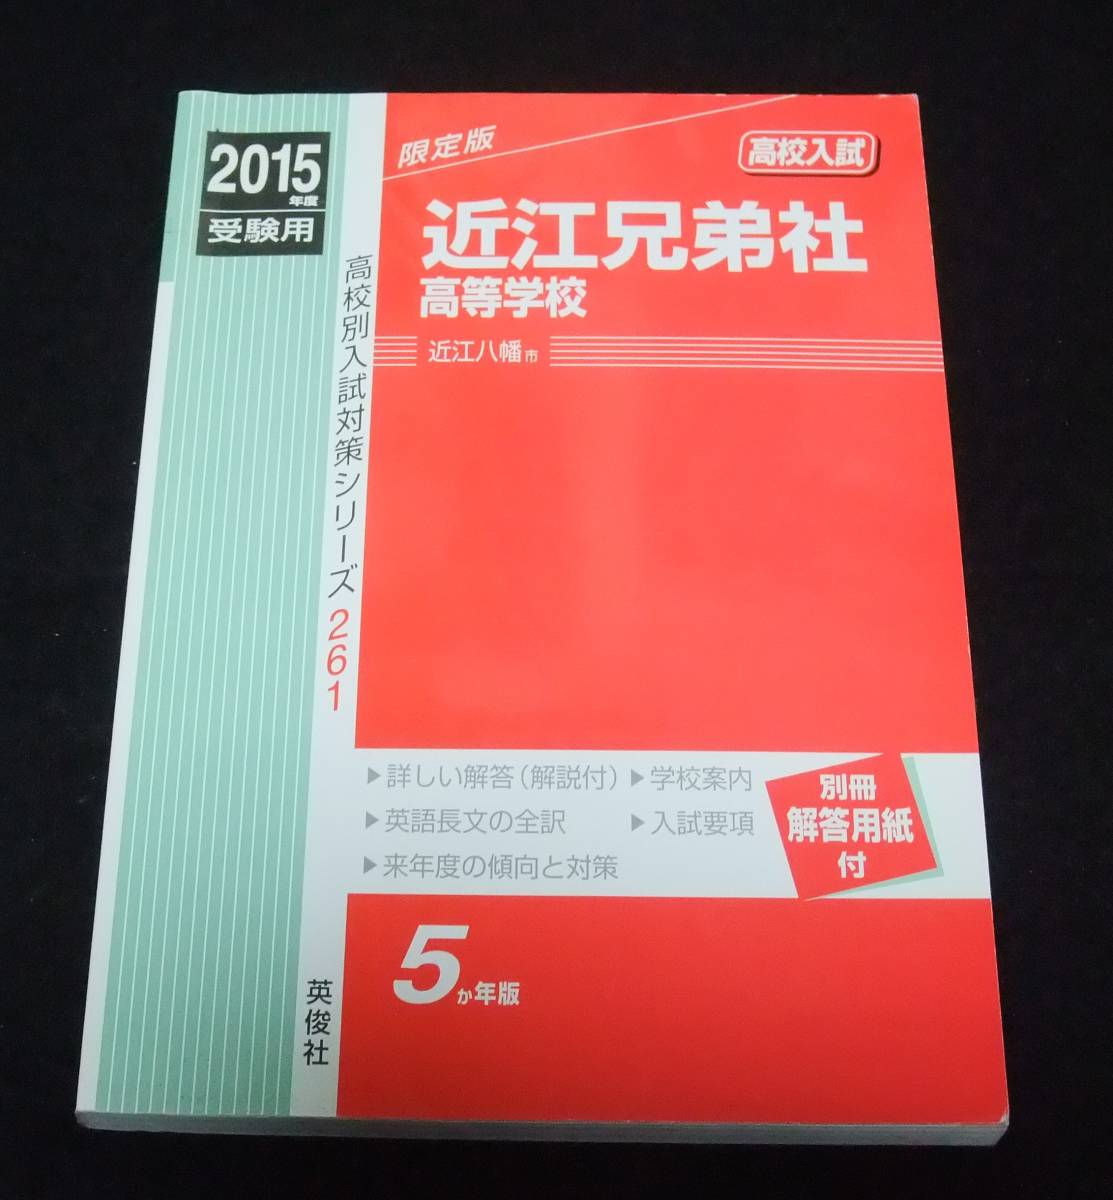 2015
年度
受験用
限定版
高校入試
近江兄弟社
高等学校
近江八幡市
高校別入試対策シリーズ261
▶詳しい解答(解説付)
▶学校案内
▶英語長文の全訳
▶入試要項
▶来年度の傾向と対策
別冊
解答用紙
付
5か年版
英俊社